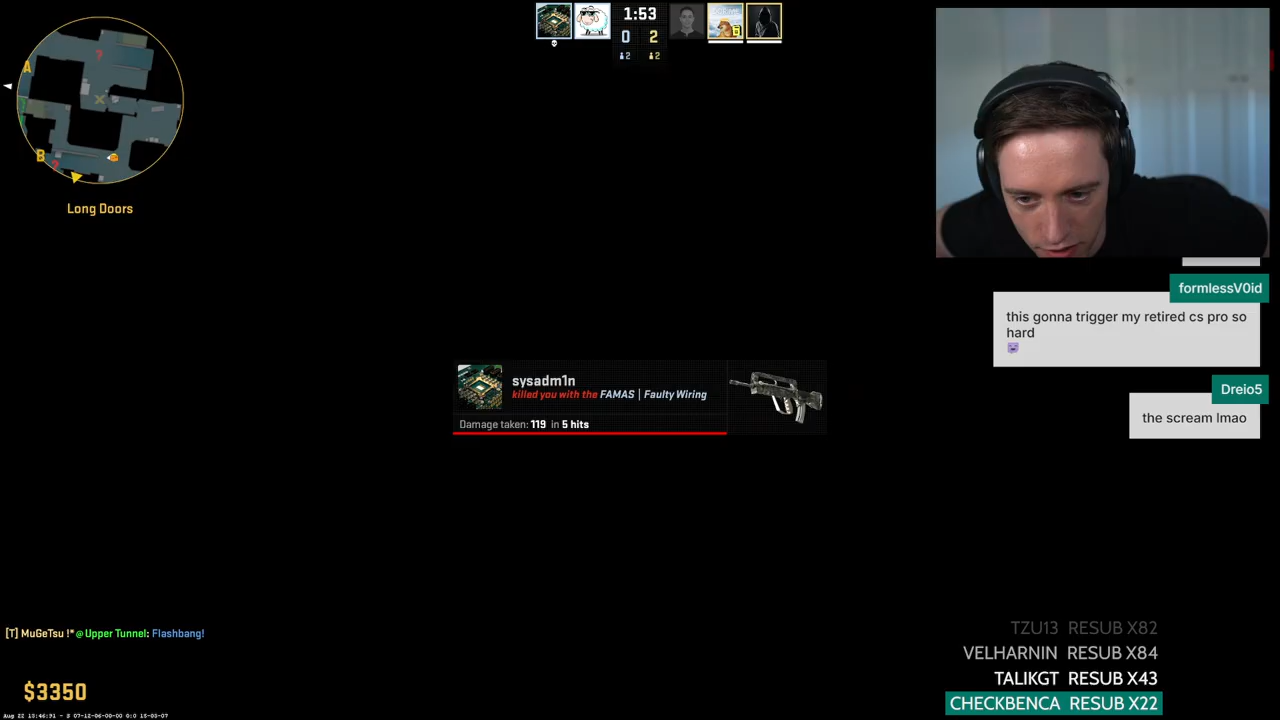 1:53
0 2
2 2
A
B
Long Doors
formlessV0id
this gonna trigger my retired cs pro so
hard
Dreio5
the scream lmao
sysadm1n
killed you with the FAMAS | Faulty Wiring
Damage taken: 119 in 5 hits
[T] MuGeTsu !* @ Upper Tunnel: Flashbang!
$3350
TZU13 RESUB X82
VELHARNIN RESUB X84
TALIKGT RESUB X43
CHECKBENCA RESUB X22